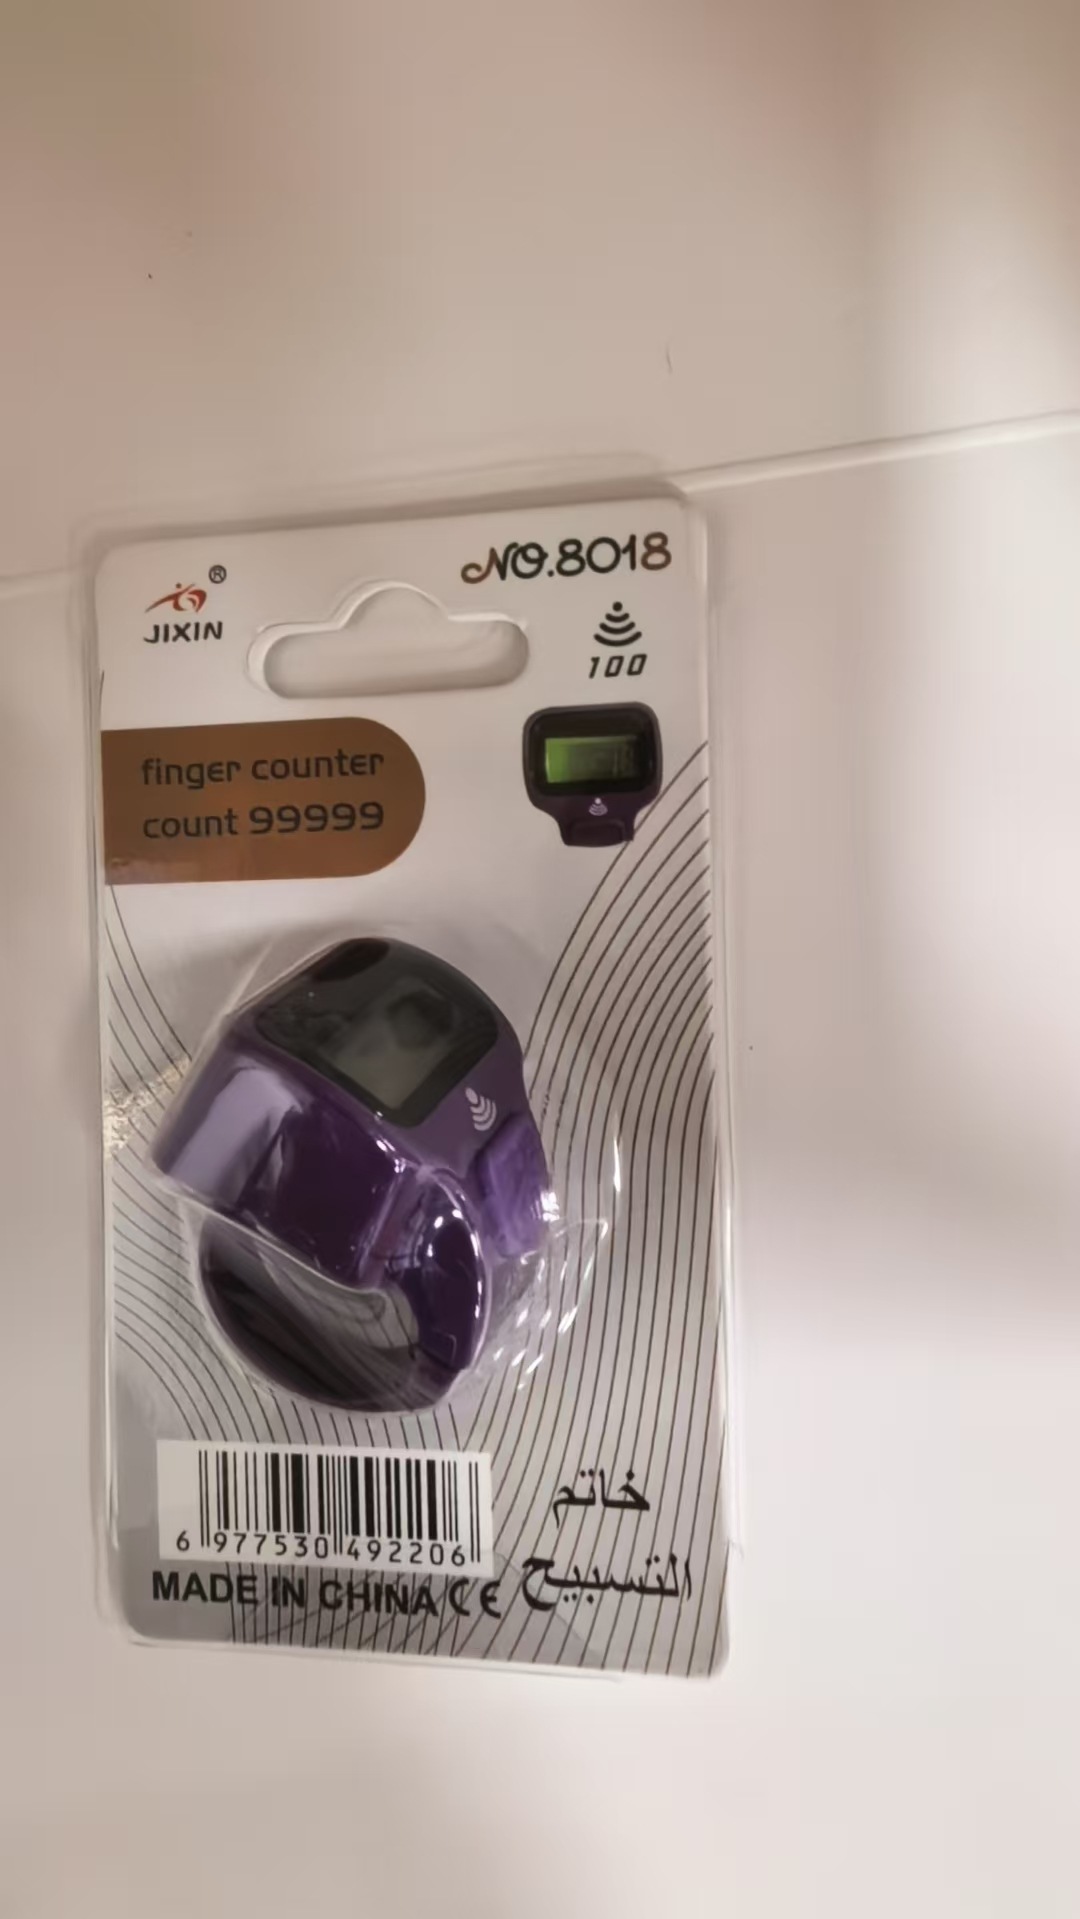 NO.8018
®
JIXIN
100
finger counter
count 99999
خاتم
التسبيح
6 977530 492206
MADE IN CHINA CE